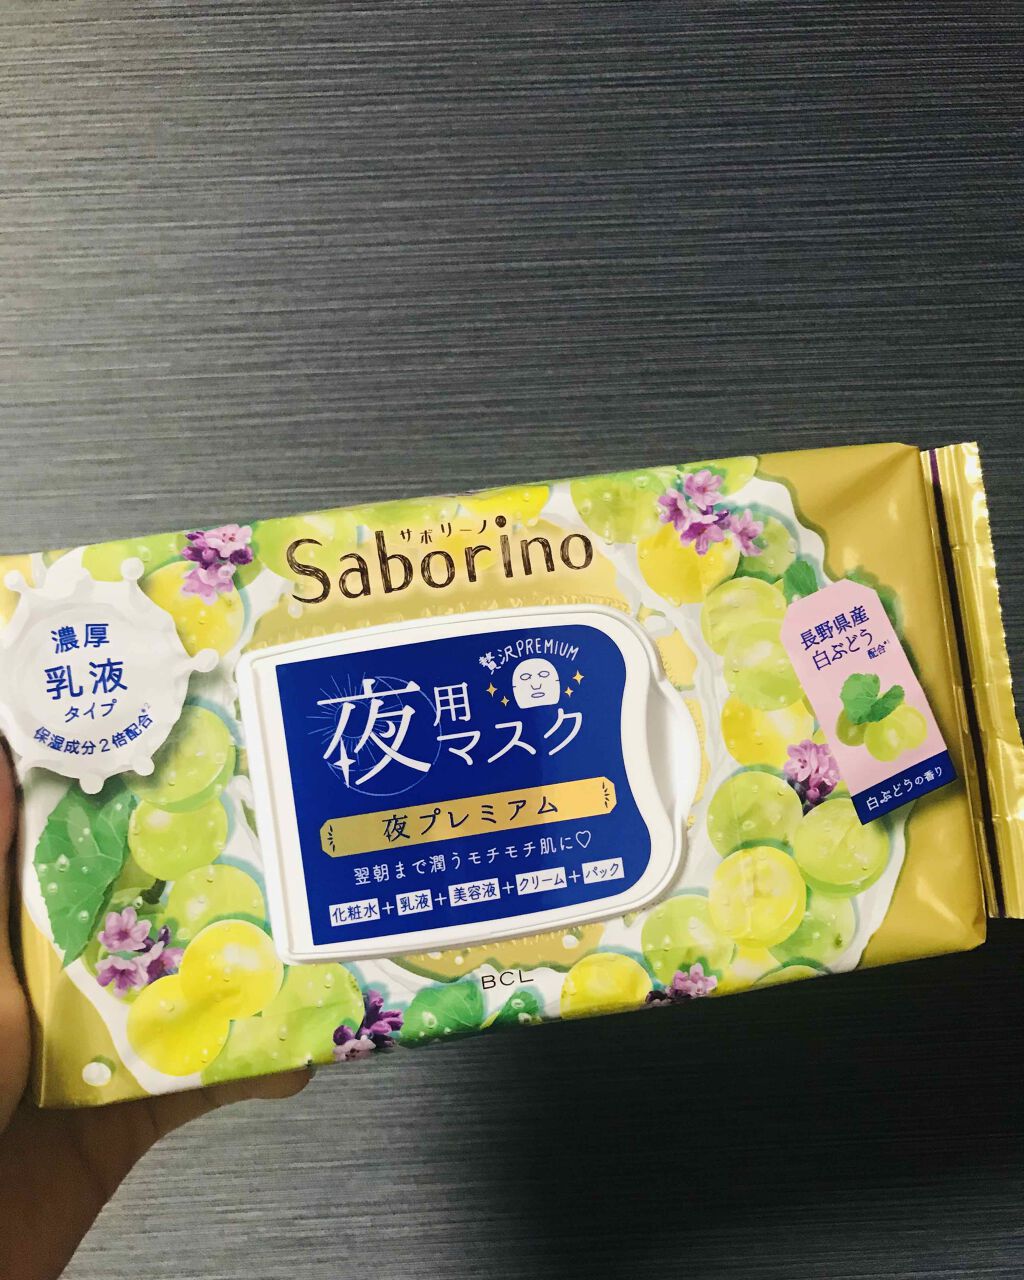 サボリーノ
Saborino
濃厚
乳液
タイプ
保湿成分2倍配合*2
贅沢PREMIUM
夜用
マスク
夜プレミアム
翌朝まで潤うモチモチ肌に♡
化粧水+乳液+美容液+クリーム+パック
BCL
長野県産
白ぶどう
配合*1
白ぶどうの香り